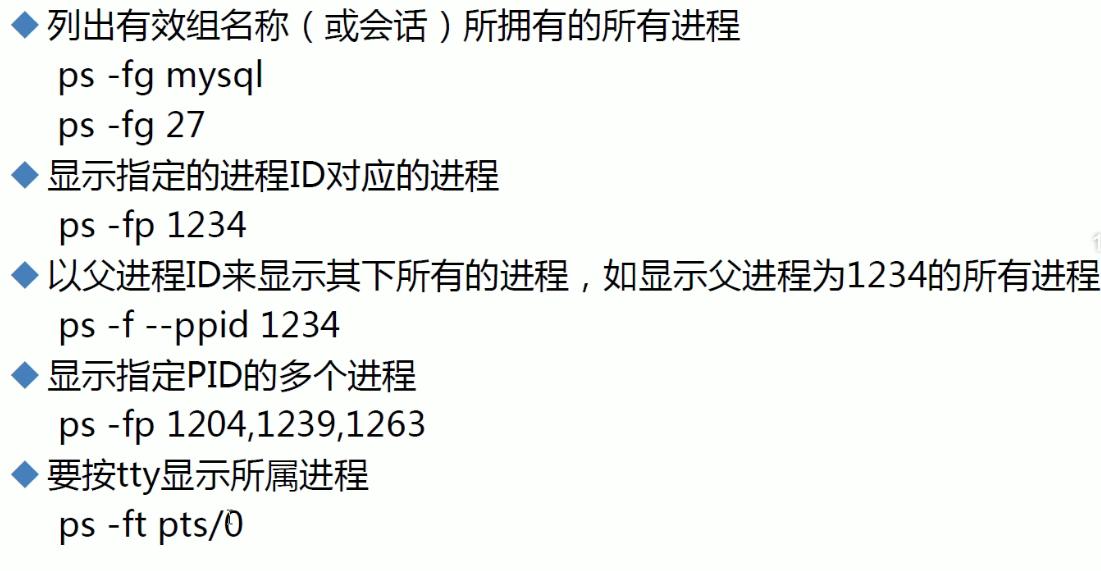 列出有效组名称（或会话）所拥有的所有进程
ps -fg mysql
ps -fg 27
显示指定的进程ID对应的进程
ps -fp 1234
以父进程ID来显示其下所有的进程，如显示父进程为1234的所有进程
ps -f --ppid 1234
显示指定PID的多个进程
ps -fp 1204,1239,1263
要按tty显示所属进程
ps -ft pts/0